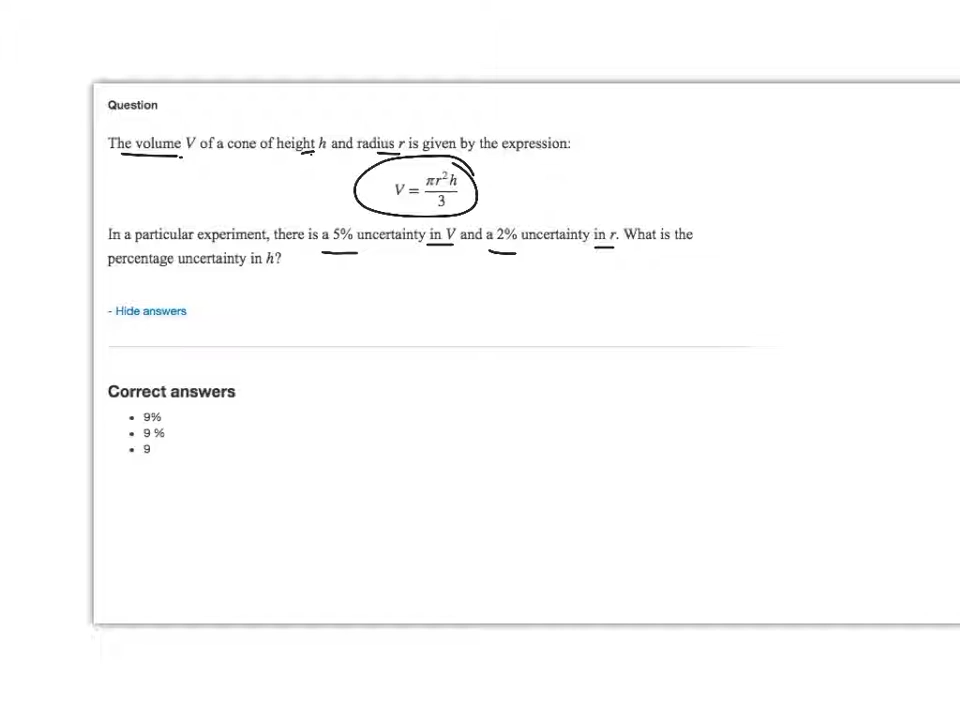 Question
The volume V of a cone of height h and radius r is given by the expression:
V = πr²h / 3
In a particular experiment, there is a 5% uncertainty in V and a 2% uncertainty in r. What is the
percentage uncertainty in h?
- Hide answers
Correct answers
• 9%
• 9 %
• 9